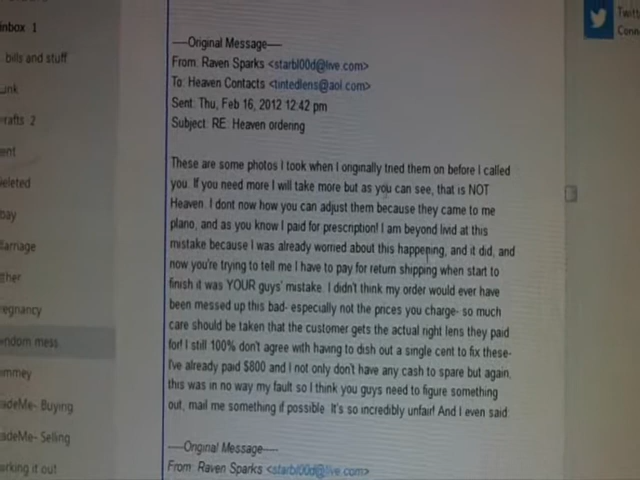 Twitt
Conn
inbox 1
bills and stuff
unk
rafts 2
ent
eleted
bay
arriage
ther
regnancy
ndom mess
immey
adeMe- Buying
adeMe- Selling
orking it out
-----Original Message-----
From: Raven Sparks <starbl00d@live.com>
To: Heaven Contacts <tintedlens@aol.com>
Sent: Thu, Feb 16, 2012 12:42 pm
Subject: RE: Heaven ordering
These are some photos I took when I originally tried them on before I called
you. If you need more I will take more but as you can see, that is NOT
Heaven. I dont now how you can adjust them because they came to me
plano, and as you know I paid for prescription! I am beyond livid at this
mistake because I was already worried about this happening, and it did, and
now you're trying to tell me I have to pay for return shipping when start to
finish it was YOUR guys' mistake. I didn't think my order would ever have
been messed up this bad- especially not the prices you charge- so much
care should be taken that the customer gets the actual right lens they paid
for! I still 100% don't agree with having to dish out a single cent to fix these-
I've already paid $800 and I not only don't have any cash to spare but again,
this was in no way my fault so I think you guys need to figure something
out, mail me something if possible. It's so incredibly unfair! And I even said
-----Original Message-----
From: Raven Sparks <starbl00d@live.com>